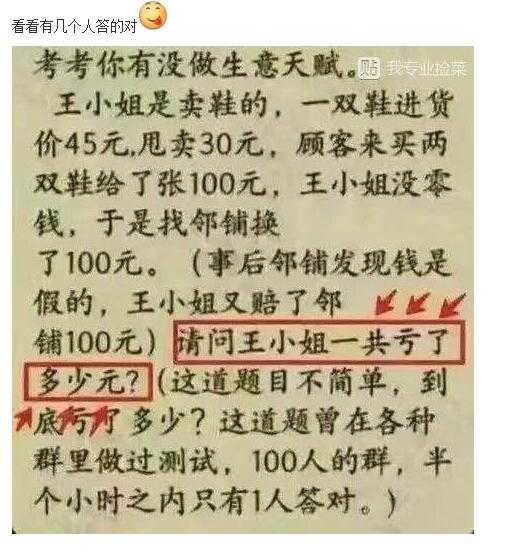 看看有几个人答的对
考考你有没做生意天赋。
贴 我专业捡菜
王小姐是卖鞋的，一双鞋进货
价45元,甩卖30元，顾客来买两
双鞋给了张100元，王小姐没零
钱，于是找邻铺换
了100元。（事后邻铺发现钱是
假的，王小姐又赔了邻
铺100元）请问王小姐一共亏了
多少元?（这道题目不简单，到
底亏了多少？这道题曾在各种
群里做过测试，100人的群，半
个小时之内只有1人答对。）